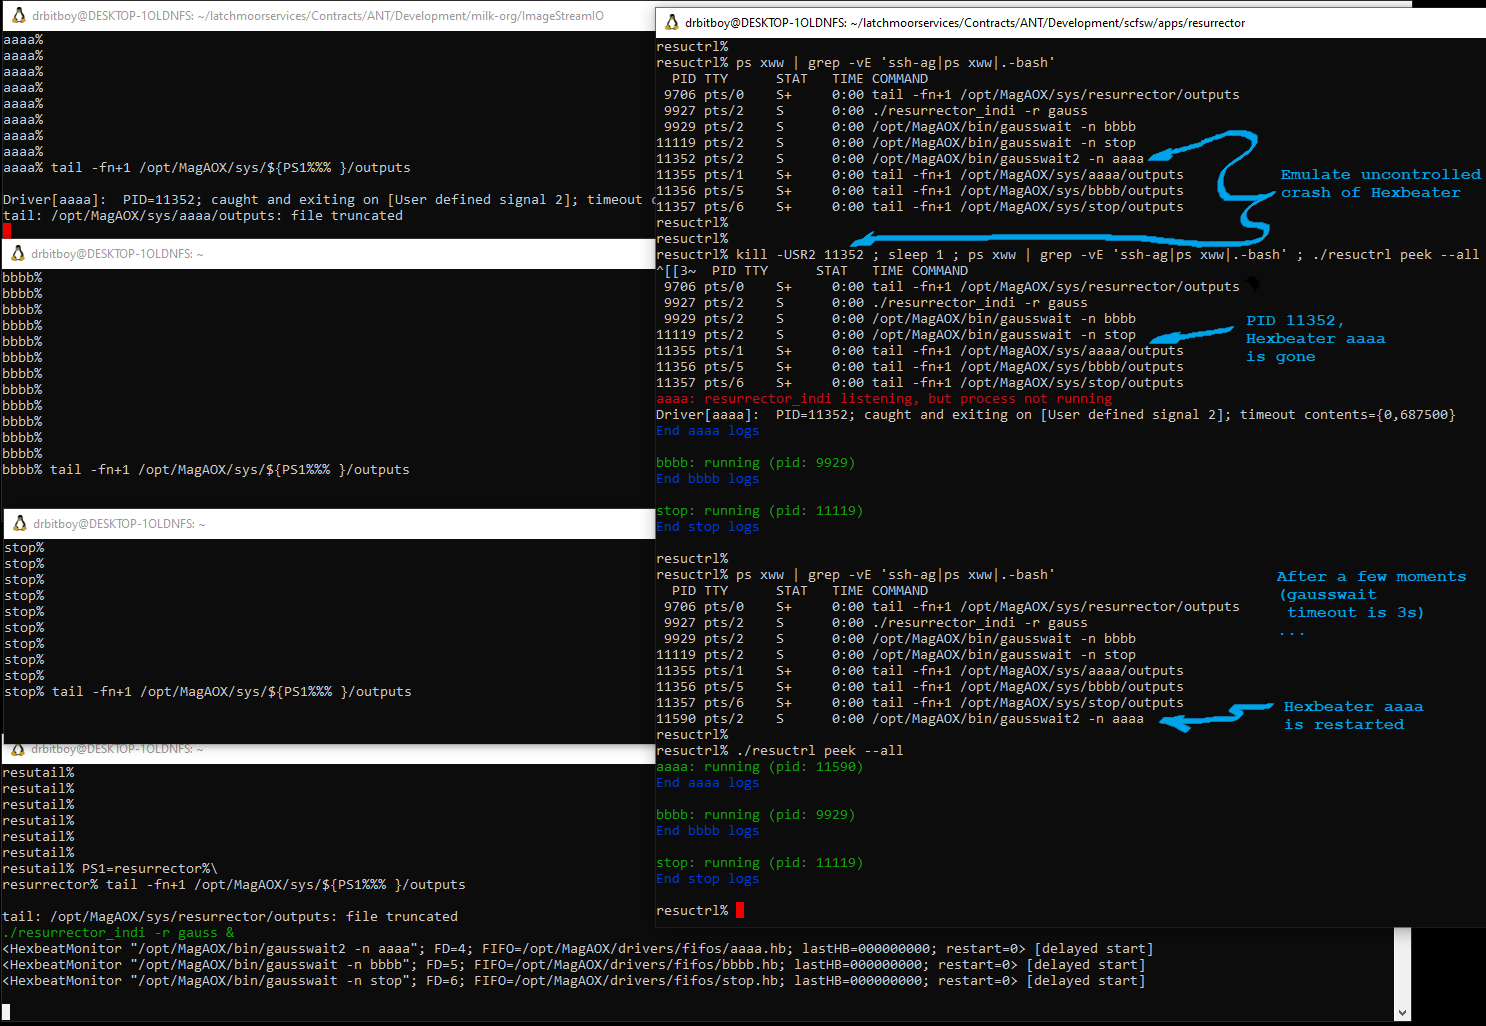 drbitboy@DESKTOP-1OLDNFS: ~/latchmoorservices/Contracts/ANT/Development/milk-org/ImageStreamIO
aaaa%
aaaa%
aaaa%
aaaa%
aaaa%
aaaa%
aaaa%
aaaa%
aaaa% tail -fn+1 /opt/MagAOX/sys/${PS1%%% }/outputs
Driver[aaaa]:  PID=11352; caught and exiting on [User defined signal 2]; timeout c
tail: /opt/MagAOX/sys/aaaa/outputs: file truncated
drbitboy@DESKTOP-1OLDNFS: ~
bbbb%
bbbb%
bbbb%
bbbb%
bbbb%
bbbb%
bbbb%
bbbb%
bbbb%
bbbb%
bbbb%
bbbb%
bbbb% tail -fn+1 /opt/MagAOX/sys/${PS1%%% }/outputs
drbitboy@DESKTOP-1OLDNFS: ~
stop%
stop%
stop%
stop%
stop%
stop%
stop%
stop%
stop%
stop% tail -fn+1 /opt/MagAOX/sys/${PS1%%% }/outputs
drbitboy@DESKTOP-1OLDNFS: ~
resutail%
resutail%
resutail%
resutail%
resutail%
resutail%
resutail% PS1=resurrector%\
resurrector% tail -fn+1 /opt/MagAOX/sys/${PS1%%% }/outputs
tail: /opt/MagAOX/sys/resurrector/outputs: file truncated
./resurrector_indi -r gauss &
<HexbeatMonitor "/opt/MagAOX/bin/gausswait2 -n aaaa"; FD=4; FIFO=/opt/MagAOX/drivers/fifos/aaaa.hb; lastHB=000000000; restart=0> [delayed start]
<HexbeatMonitor "/opt/MagAOX/bin/gausswait -n bbbb"; FD=5; FIFO=/opt/MagAOX/drivers/fifos/bbbb.hb; lastHB=000000000; restart=0> [delayed start]
<HexbeatMonitor "/opt/MagAOX/bin/gausswait -n stop"; FD=6; FIFO=/opt/MagAOX/drivers/fifos/stop.hb; lastHB=000000000; restart=0> [delayed start]
drbitboy@DESKTOP-1OLDNFS: ~/latchmoorservices/Contracts/ANT/Development/scfsw/apps/resurrector
resuctrl%
resuctrl% ps xww | grep -vE 'ssh-ag|ps xww|.-bash'
  PID TTY      STAT   TIME COMMAND
 9706 pts/0    S+     0:00 tail -fn+1 /opt/MagAOX/sys/resurrector/outputs
 9927 pts/2    S      0:00 ./resurrector_indi -r gauss
 9929 pts/2    S      0:00 /opt/MagAOX/bin/gausswait -n bbbb
11119 pts/2    S      0:00 /opt/MagAOX/bin/gausswait -n stop
11352 pts/2    S      0:00 /opt/MagAOX/bin/gausswait2 -n aaaa
11355 pts/1    S+     0:00 tail -fn+1 /opt/MagAOX/sys/aaaa/outputs
11356 pts/5    S+     0:00 tail -fn+1 /opt/MagAOX/sys/bbbb/outputs
11357 pts/6    S+     0:00 tail -fn+1 /opt/MagAOX/sys/stop/outputs
Emulate uncontrolled
crash of Hexbeater
resuctrl%
resuctrl%
resuctrl% kill -USR2 11352 ; sleep 1 ; ps xww | grep -vE 'ssh-ag|ps xww|.-bash' ; ./resuctrl peek --all
^[[3~  PID TTY      STAT   TIME COMMAND
 9706 pts/0    S+     0:00 tail -fn+1 /opt/MagAOX/sys/resurrector/outputs
 9927 pts/2    S      0:00 ./resurrector_indi -r gauss
 9929 pts/2    S      0:00 /opt/MagAOX/bin/gausswait -n bbbb
11119 pts/2    S      0:00 /opt/MagAOX/bin/gausswait -n stop
11355 pts/1    S+     0:00 tail -fn+1 /opt/MagAOX/sys/aaaa/outputs
11356 pts/5    S+     0:00 tail -fn+1 /opt/MagAOX/sys/bbbb/outputs
11357 pts/6    S+     0:00 tail -fn+1 /opt/MagAOX/sys/stop/outputs
PID 11352,
Hexbeater aaaa
is gone
aaaa: resurrector_indi listening, but process not running
Driver[aaaa]:  PID=11352; caught and exiting on [User defined signal 2]; timeout contents={0,687500}
End aaaa logs
bbbb: running (pid: 9929)
End bbbb logs
stop: running (pid: 11119)
End stop logs
resuctrl%
resuctrl% ps xww | grep -vE 'ssh-ag|ps xww|.-bash'
  PID TTY      STAT   TIME COMMAND
 9706 pts/0    S+     0:00 tail -fn+1 /opt/MagAOX/sys/resurrector/outputs
 9927 pts/2    S      0:00 ./resurrector_indi -r gauss
 9929 pts/2    S      0:00 /opt/MagAOX/bin/gausswait -n bbbb
11119 pts/2    S      0:00 /opt/MagAOX/bin/gausswait -n stop
11355 pts/1    S+     0:00 tail -fn+1 /opt/MagAOX/sys/aaaa/outputs
11356 pts/5    S+     0:00 tail -fn+1 /opt/MagAOX/sys/bbbb/outputs
11357 pts/6    S+     0:00 tail -fn+1 /opt/MagAOX/sys/stop/outputs
11590 pts/2    S      0:00 /opt/MagAOX/bin/gausswait2 -n aaaa
After a few moments
(gausswait
timeout is 3s)
...
Hexbeater aaaa
is restarted
resuctrl%
resuctrl% ./resuctrl peek --all
aaaa: running (pid: 11590)
End aaaa logs
bbbb: running (pid: 9929)
End bbbb logs
stop: running (pid: 11119)
End stop logs
resuctrl%